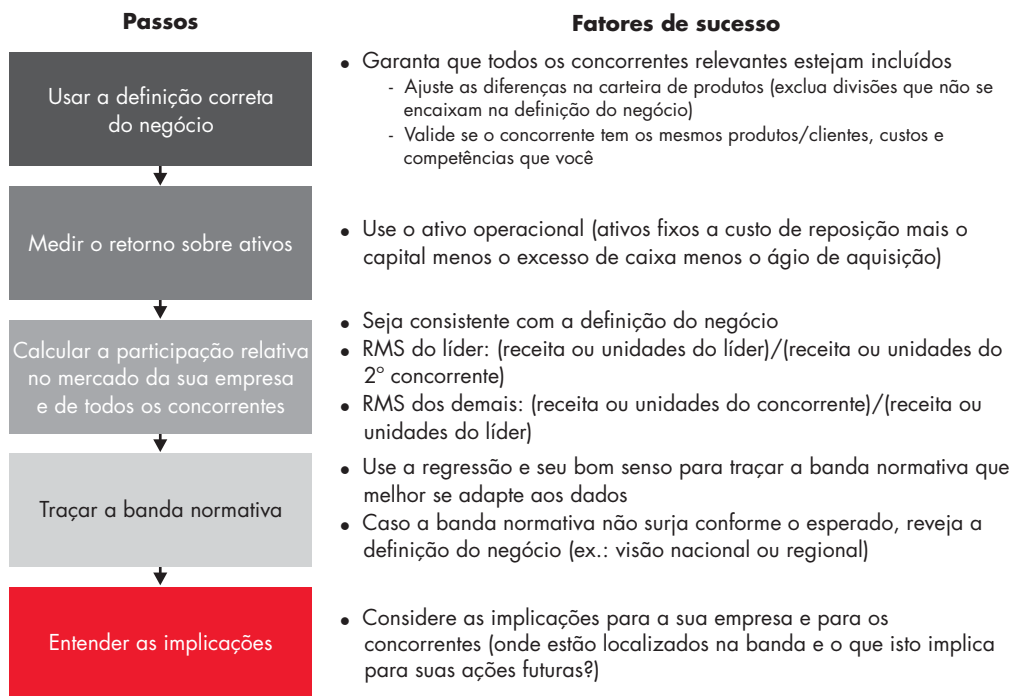 Passos
Fatores de sucesso
Usar a definição correta
do negócio
• Garanta que todos os concorrentes relevantes estejam incluídos
- Ajuste as diferenças na carteira de produtos (exclua divisões que não se
encaixam na definição do negócio)
- Valide se o concorrente tem os mesmos produtos/clientes, custos e
competências que você
Medir o retorno sobre ativos
• Use o ativo operacional (ativos fixos a custo de reposição mais o
capital menos o excesso de caixa menos o ágio de aquisição)
Calcular a participação relativa
no mercado da sua empresa
e de todos os concorrentes
• Seja consistente com a definição do negócio
• RMS do líder: (receita ou unidades do líder)/(receita ou unidades do
2º concorrente)
• RMS dos demais: (receita ou unidades do concorrente)/(receita ou
unidades do líder)
Traçar a banda normativa
• Use a regressão e seu bom senso para traçar a banda normativa que
melhor se adapte aos dados
• Caso a banda normativa não surja conforme o esperado, reveja a
definição do negócio (ex.: visão nacional ou regional)
Entender as implicações
• Considere as implicações para a sua empresa e para os
concorrentes (onde estão localizados na banda e o que isto implica
para suas ações futuras?)